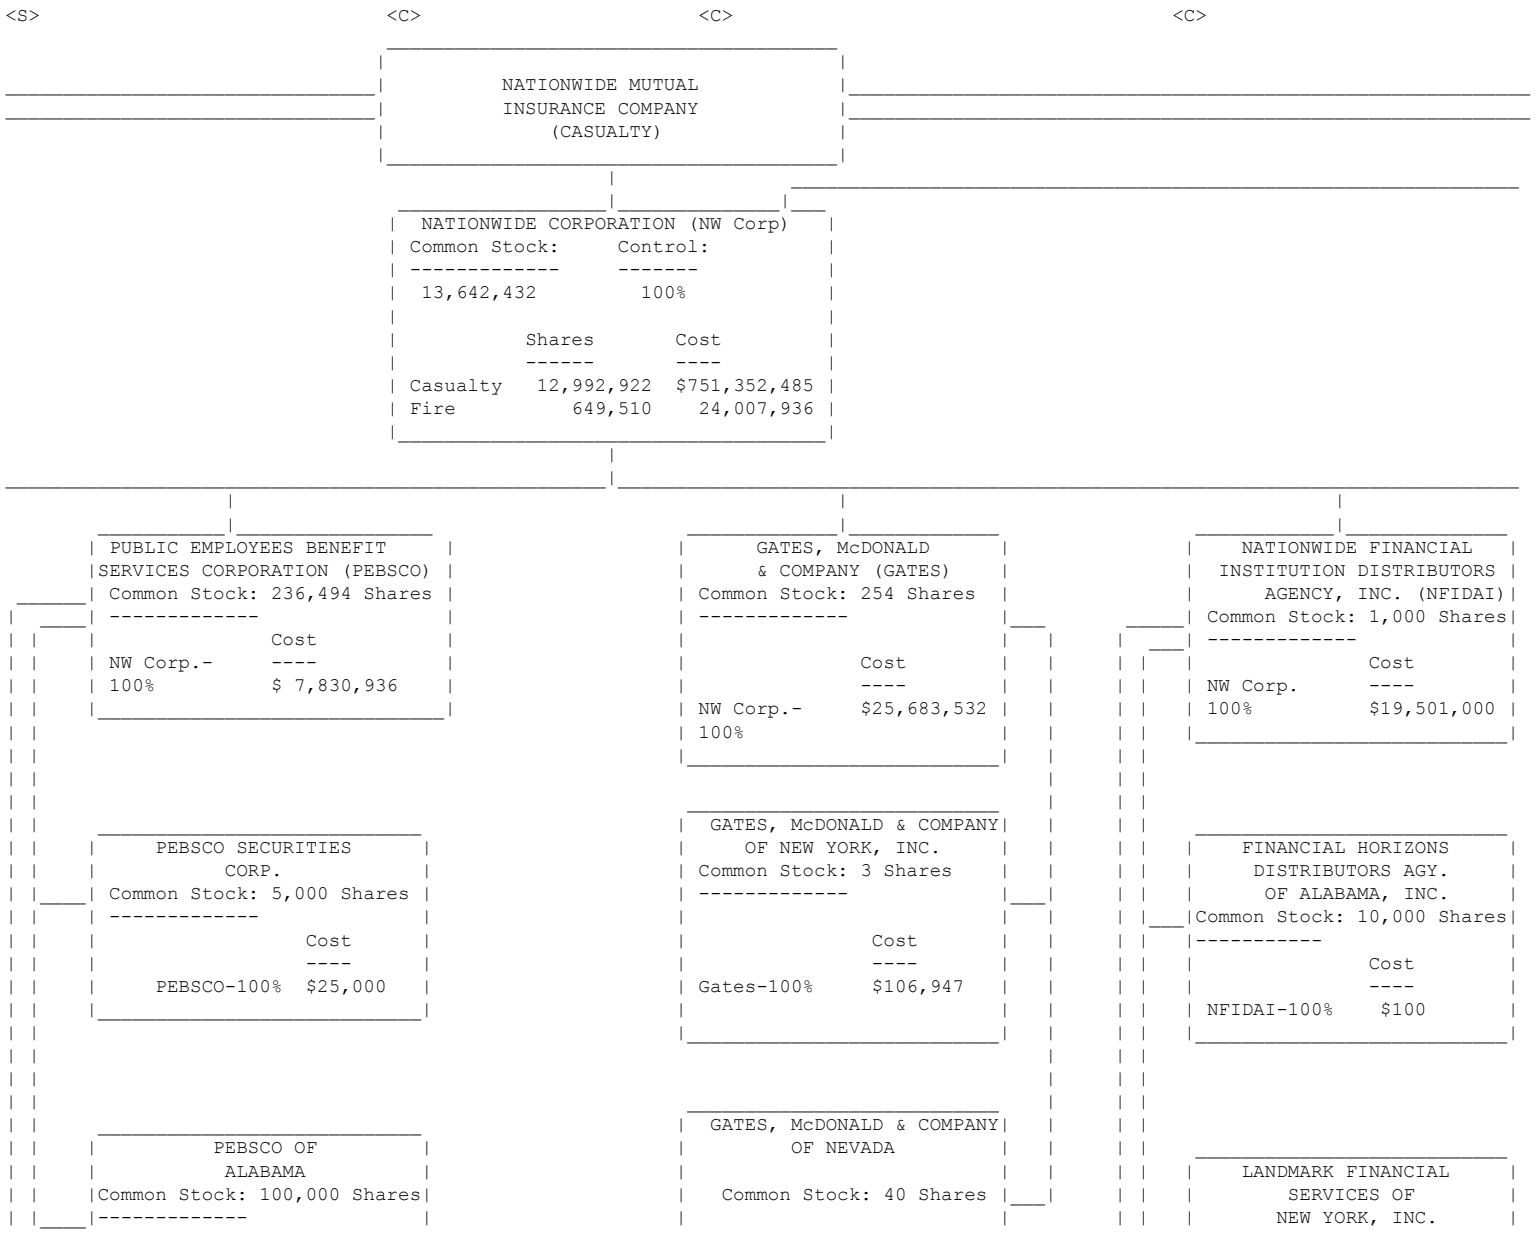 <S> <C> <C> <C>
NATIONWIDE MUTUAL
INSURANCE COMPANY
(CASUALTY)
NATIONWIDE CORPORATION (NW Corp)
Common Stock: Control:
------------- -------
13,642,432 100%
Shares Cost
------ ----
Casualty 12,992,922 $751,352,485
Fire 649,510 24,007,936
PUBLIC EMPLOYEES BENEFIT
SERVICES CORPORATION (PEBSCO)
Common Stock: 236,494 Shares
-------------
Cost
NW Corp.- ----
100% $ 7,830,936
GATES, McDONALD
& COMPANY (GATES)
Common Stock: 254 Shares
-------------
Cost
----
NW Corp.- $25,683,532
100%
NATIONWIDE FINANCIAL
INSTITUTION DISTRIBUTORS
AGENCY, INC. (NFIDAI)
Common Stock: 1,000 Shares
-------------
Cost
NW Corp. ----
100% $19,501,000
PEBSCO SECURITIES
CORP.
Common Stock: 5,000 Shares
-------------
Cost
----
PEBSCO-100% $25,000
GATES, McDONALD & COMPANY
OF NEW YORK, INC.
Common Stock: 3 Shares
-------------
Cost
----
Gates-100% $106,947
FINANCIAL HORIZONS
DISTRIBUTORS AGY.
OF ALABAMA, INC.
Common Stock: 10,000 Shares
-----------
Cost
----
NFIDAI-100% $100
PEBSCO OF
ALABAMA
Common Stock: 100,000 Shares
-------------
GATES, McDONALD & COMPANY
OF NEVADA
Common Stock: 40 Shares
LANDMARK FINANCIAL
SERVICES OF
NEW YORK, INC.